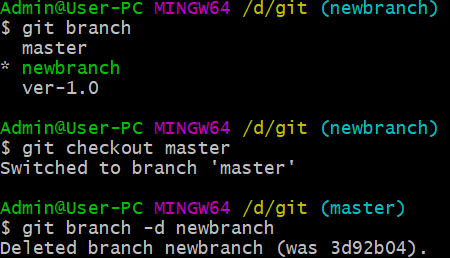 Admin@User-PC MINGW64 /d/git (newbranch)
$ git branch
  master
* newbranch
  ver-1.0

Admin@User-PC MINGW64 /d/git (newbranch)
$ git checkout master
Switched to branch 'master'

Admin@User-PC MINGW64 /d/git (master)
$ git branch -d newbranch
Deleted branch newbranch (was 3d92b04).